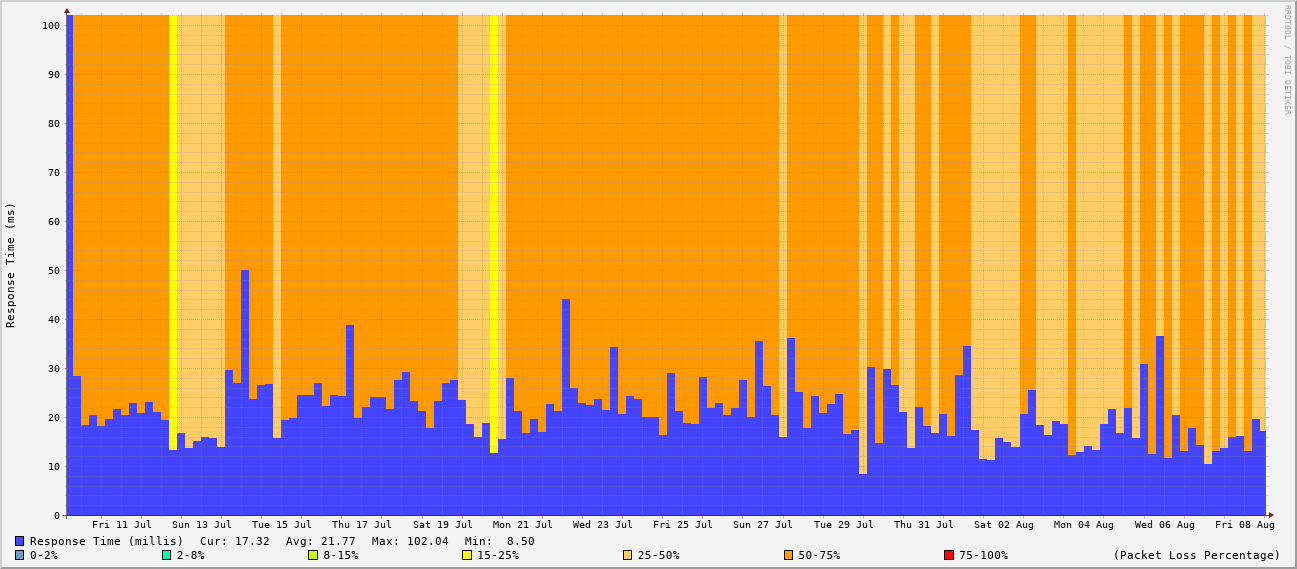 RRDTOOL / TOBI OETIKER
Response Time (ms)
100
90
80
70
60
50
40
30
20
10
0
Fri 11 Jul Sun 13 Jul Tue 15 Jul Thu 17 Jul Sat 19 Jul Mon 21 Jul Wed 23 Jul Fri 25 Jul Sun 27 Jul Tue 29 Jul Thu 31 Jul Sat 02 Aug Mon 04 Aug Wed 06 Aug Fri 08 Aug
Response Time (millis) Cur: 17.32 Avg: 21.77 Max: 102.04 Min: 8.50
0-2% 2-8% 8-15% 15-25% 25-50% 50-75% 75-100% (Packet Loss Percentage)